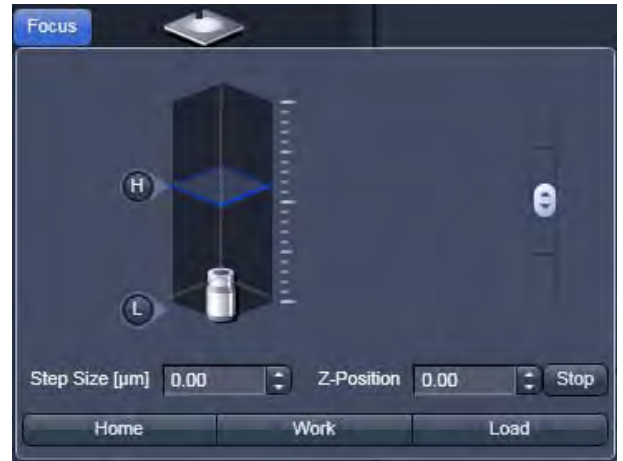 Focus
H
L
Step Size [µm] 0.00 Z-Position 0.00 Stop
Home Work Load